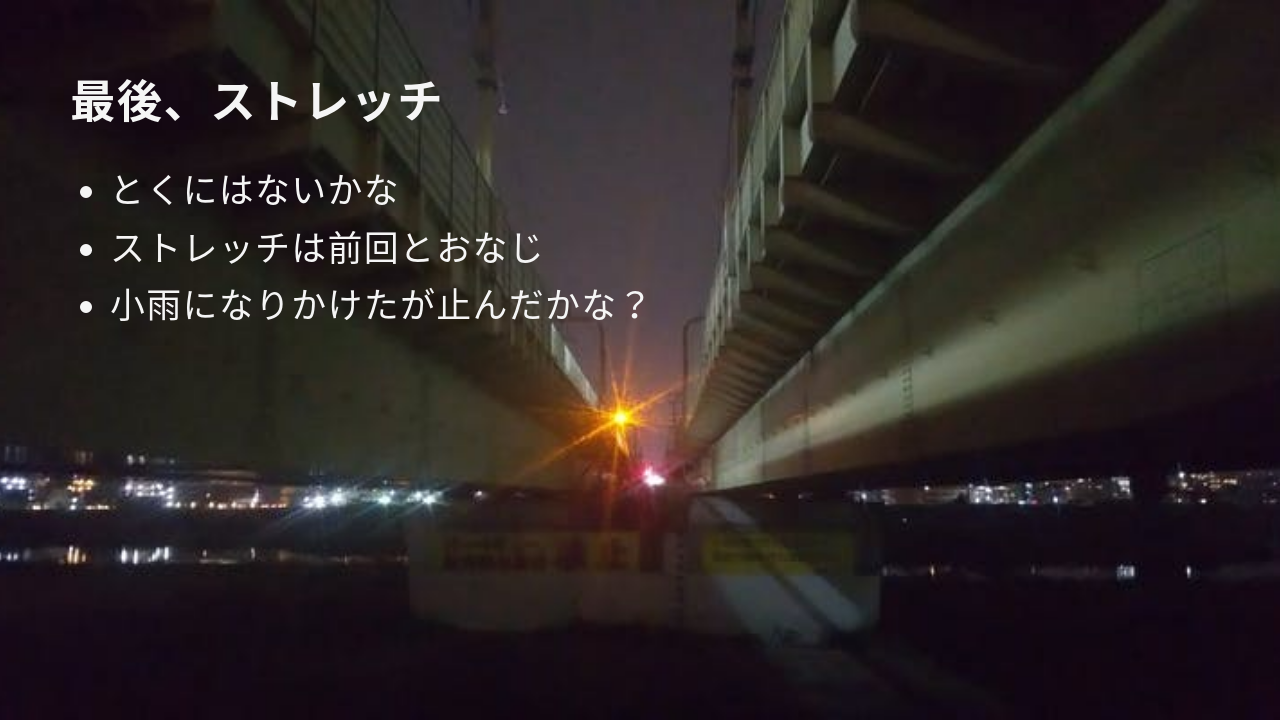 最後、ストレッチ
とくにはないかな
ストレッチは前回とおなじ
小雨になりかけたが止んだかな？